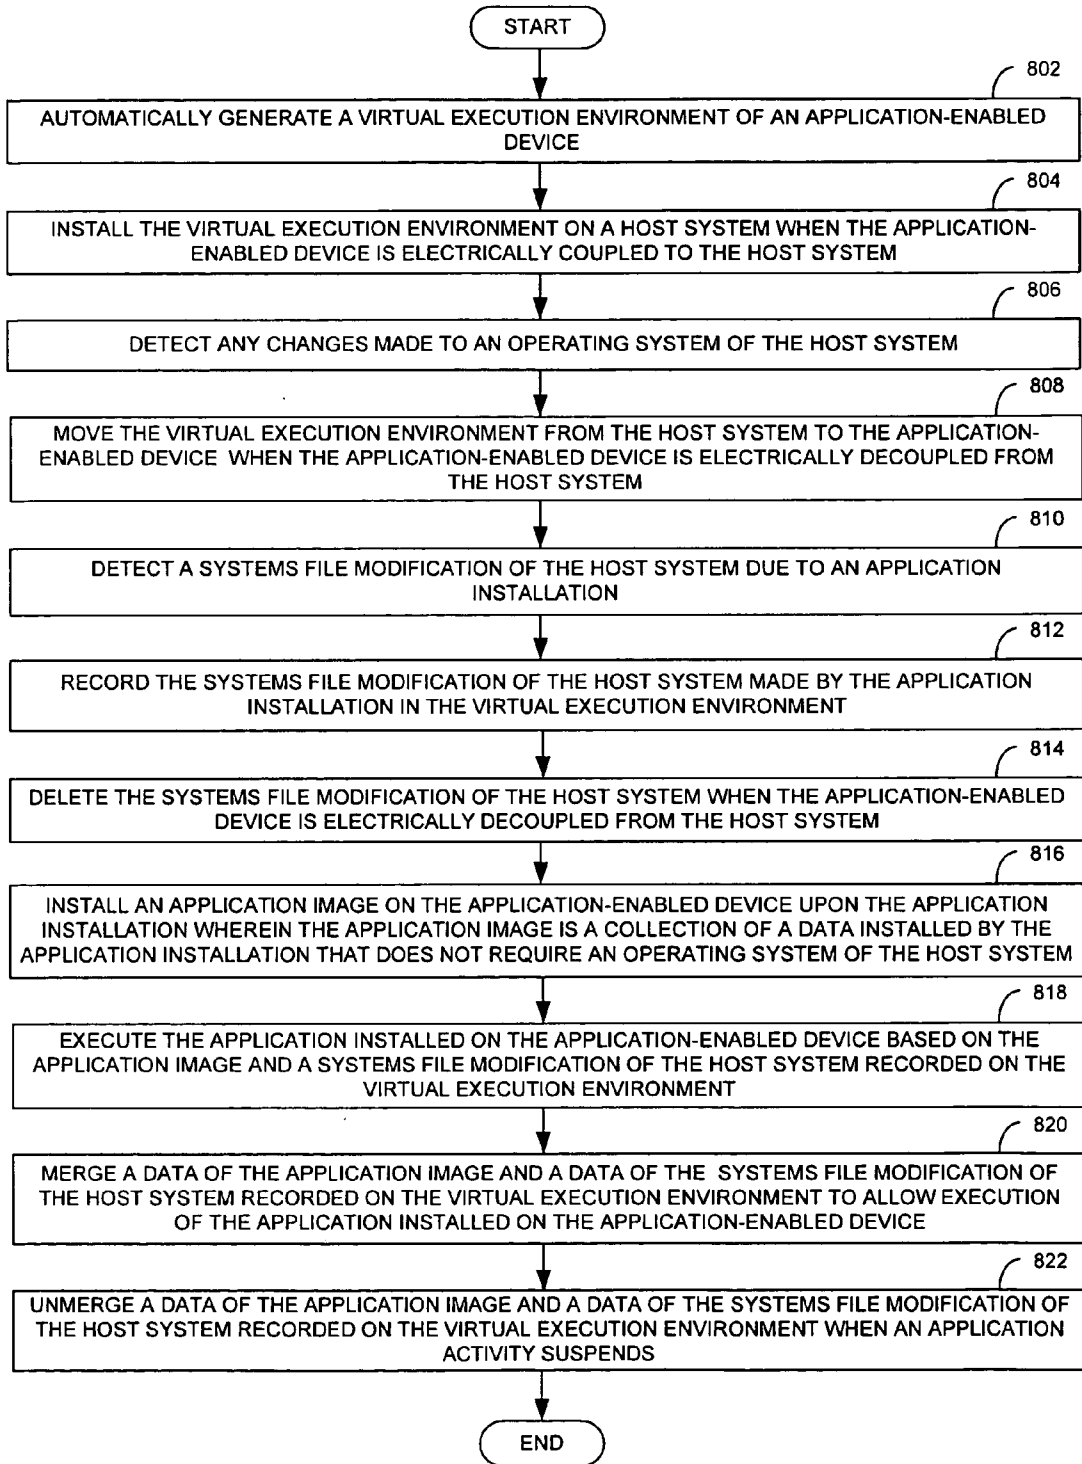 START
802
AUTOMATICALLY GENERATE A VIRTUAL EXECUTION ENVIRONMENT OF AN APPLICATION-ENABLED
DEVICE
804
INSTALL THE VIRTUAL EXECUTION ENVIRONMENT ON A HOST SYSTEM WHEN THE APPLICATION-
ENABLED DEVICE IS ELECTRICALLY COUPLED TO THE HOST SYSTEM
806
DETECT ANY CHANGES MADE TO AN OPERATING SYSTEM OF THE HOST SYSTEM
808
MOVE THE VIRTUAL EXECUTION ENVIRONMENT FROM THE HOST SYSTEM TO THE APPLICATION-
ENABLED DEVICE WHEN THE APPLICATION-ENABLED DEVICE IS ELECTRICALLY DECOUPLED FROM
THE HOST SYSTEM
810
DETECT A SYSTEMS FILE MODIFICATION OF THE HOST SYSTEM DUE TO AN APPLICATION
INSTALLATION
812
RECORD THE SYSTEMS FILE MODIFICATION OF THE HOST SYSTEM MADE BY THE APPLICATION
INSTALLATION IN THE VIRTUAL EXECUTION ENVIRONMENT
814
DELETE THE SYSTEMS FILE MODIFICATION OF THE HOST SYSTEM WHEN THE APPLICATION-ENABLED
DEVICE IS ELECTRICALLY DECOUPLED FROM THE HOST SYSTEM
816
INSTALL AN APPLICATION IMAGE ON THE APPLICATION-ENABLED DEVICE UPON THE APPLICATION
INSTALLATION WHEREIN THE APPLICATION IMAGE IS A COLLECTION OF A DATA INSTALLED BY THE
APPLICATION INSTALLATION THAT DOES NOT REQUIRE AN OPERATING SYSTEM OF THE HOST SYSTEM
818
EXECUTE THE APPLICATION INSTALLED ON THE APPLICATION-ENABLED DEVICE BASED ON THE
APPLICATION IMAGE AND A SYSTEMS FILE MODIFICATION OF THE HOST SYSTEM RECORDED ON THE
VIRTUAL EXECUTION ENVIRONMENT
820
MERGE A DATA OF THE APPLICATION IMAGE AND A DATA OF THE SYSTEMS FILE MODIFICATION OF
THE HOST SYSTEM RECORDED ON THE VIRTUAL EXECUTION ENVIRONMENT TO ALLOW EXECUTION
OF THE APPLICATION INSTALLED ON THE APPLICATION-ENABLED DEVICE
822
UNMERGE A DATA OF THE APPLICATION IMAGE AND A DATA OF THE SYSTEMS FILE MODIFICATION OF
THE HOST SYSTEM RECORDED ON THE VIRTUAL EXECUTION ENVIRONMENT WHEN AN APPLICATION
ACTIVITY SUSPENDS
END